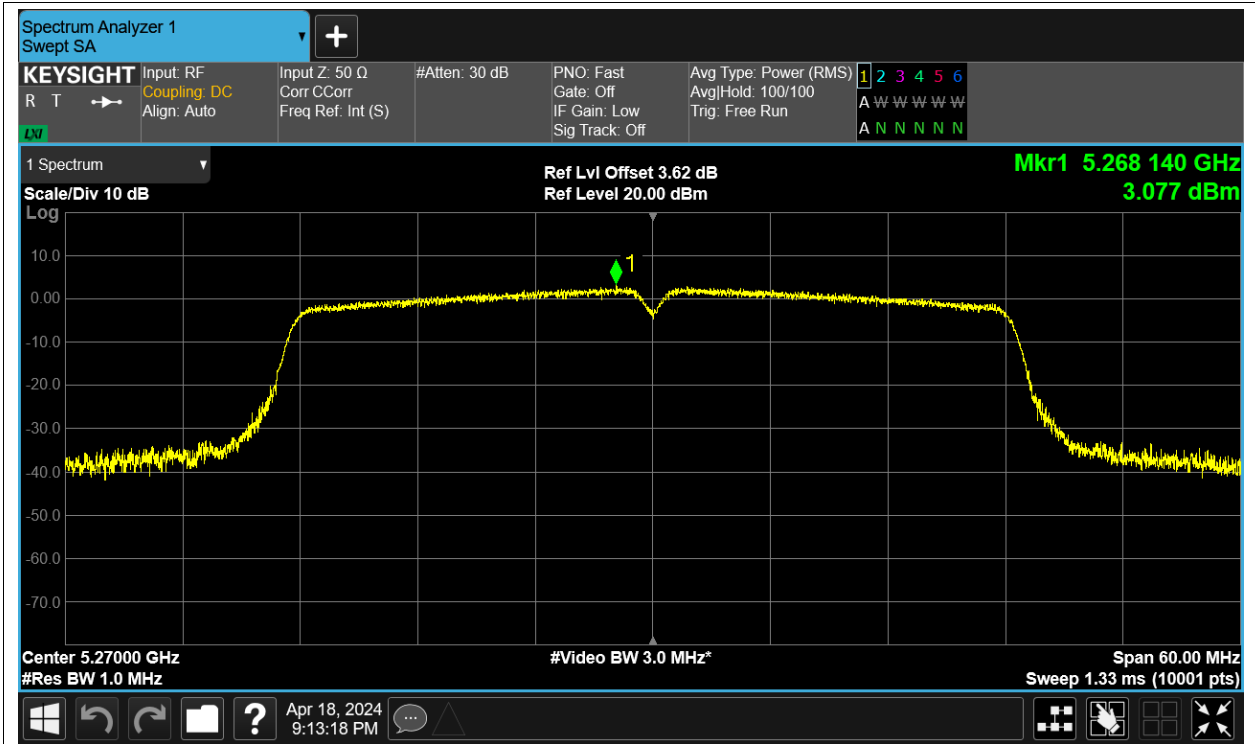 Spectrum Analyzer 1
Swept SA
KEYSIGHT
R T
LXI
Input: RF
Coupling: DC
Align: Auto
Input Z: 50 Ω
Corr CCorr
Freq Ref: Int (S)
#Atten: 30 dB
PNO: Fast
Gate: Off
IF Gain: Low
Sig Track: Off
Avg Type: Power (RMS)
Avg|Hold: 100/100
Trig: Free Run
1 2 3 4 5 6
A W W W W W
A N N N N N
1 Spectrum
Scale/Div 10 dB
Log
Ref Lvl Offset 3.62 dB
Ref Level 20.00 dBm
Mkr1 5.268 140 GHz
3.077 dBm
1
10.0
0.00
-10.0
-20.0
-30.0
-40.0
-50.0
-60.0
-70.0
Center 5.27000 GHz
#Res BW 1.0 MHz
#Video BW 3.0 MHz*
Span 60.00 MHz
Sweep 1.33 ms (10001 pts)
?
Apr 18, 2024
9:13:18 PM